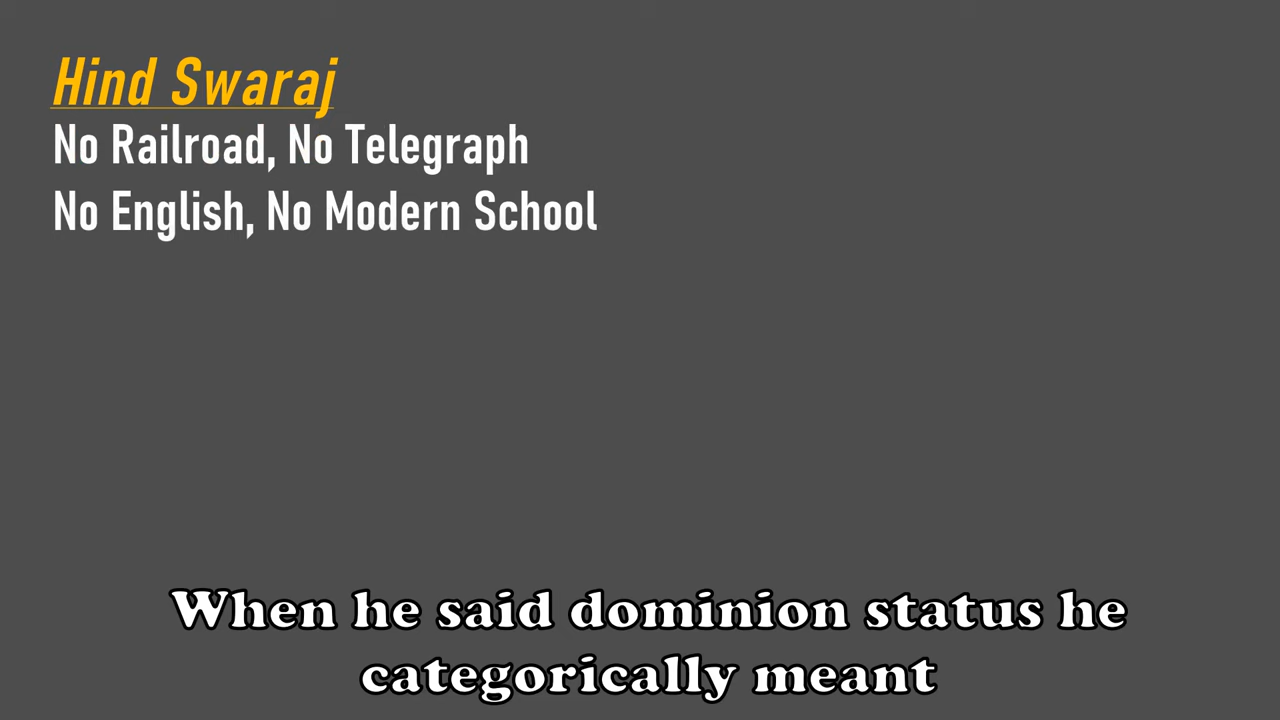 Hind Swaraj
No Railroad, No Telegraph
No English, No Modern School
When he said dominion status he
categorically meant